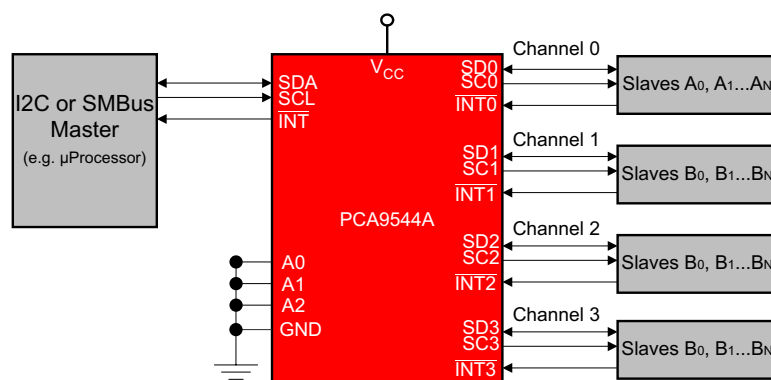 I2C or SMBus
Master
(e.g. µProcessor)
V_CC
SDA
SCL
INT
PCA9544A
A0
A1
A2
GND
Channel 0
SD0
SC0
INT0
Slaves A0, A1...AN
Channel 1
SD1
SC1
INT1
Slaves B0, B1...BN
Channel 2
SD2
SC2
INT2
Slaves B0, B1...BN
Channel 3
SD3
SC3
INT3
Slaves B0, B1...BN